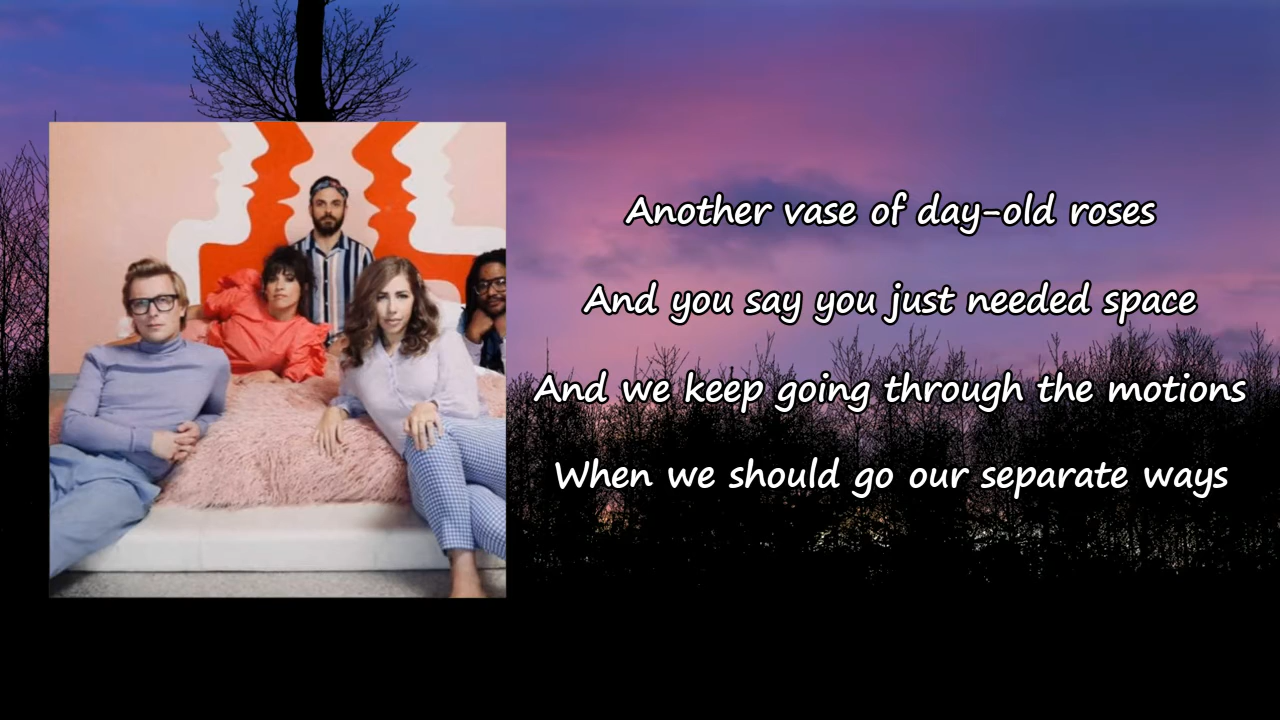 Another vase of day-old roses
And you say you just needed space
And we keep going through the motions
When we should go our separate ways